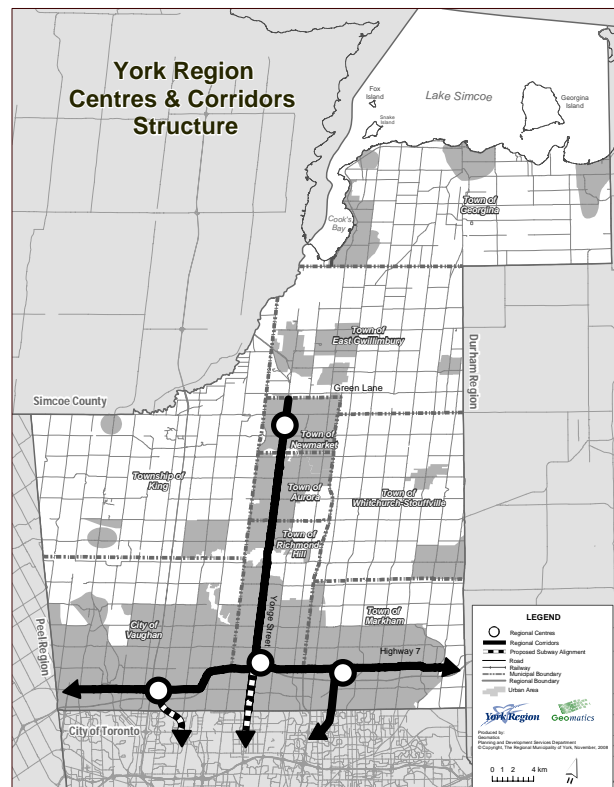 York Region
Centres & Corridors
Structure
Fox
Island
Lake Simcoe
Georgina
Island
Snake
Island
Town of
Georgina
Cook's
Bay
Town of
East Gwillimbury
Durham Region
Green Lane
Simcoe County
Town of
Newmarket
Township of
King
Town of
Aurora
Town of
Whitchurch-Stouffville
Town of
Richmond
Hill
Yonge Street
Peel Region
City of
Vaughan
Town of
Markham
Highway 7
City of Toronto
LEGEND
Regional Centres
Regional Corridors
Proposed Subway Alignment
Road
Railway
Municipal Boundary
Regional Boundary
Urban Area
York Region
Geomatics
Produced by:
Geomatics
Planning and Development Services Department
© Copyright, The Regional Municipality of York, November, 2008
0 1 2 4 km